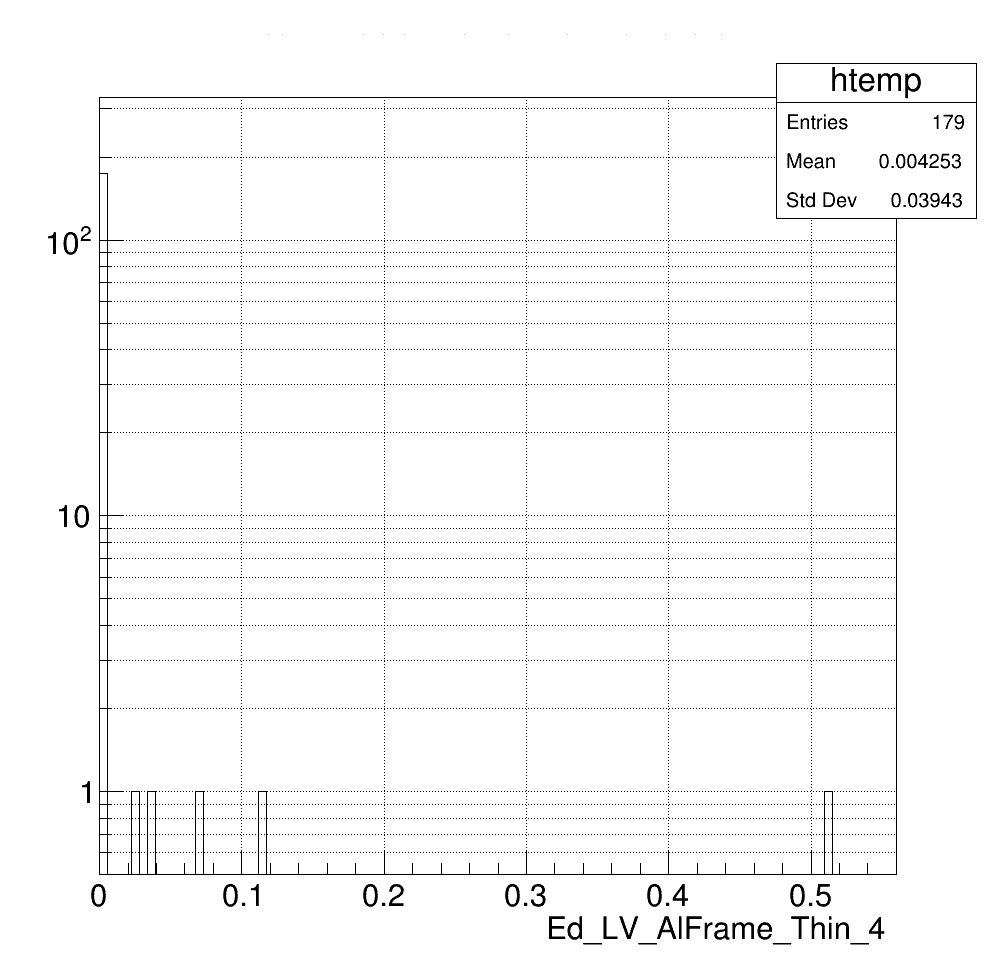 htemp
Entries 179
Mean 0.004253
Std Dev 0.03943
10²
10
1
0 0.1 0.2 0.3 0.4 0.5
Ed_LV_AlFrame_Thin_4